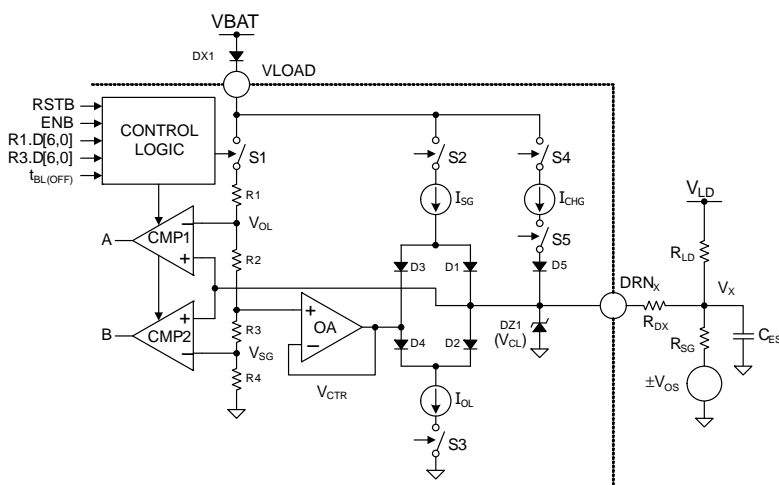 VBAT
DX1
VLOAD
RSTB
ENB
R1.D[6,0]
R3.D[6,0]
tBL(OFF)
CONTROL
LOGIC
S1
S2
S4
R1
ISG
ICHG
VLD
VOL
S5
A
CMP1
R2
D3
D1
D5
RLD
DRNX
VX
OA
RDX
B
CMP2
R3
VSG
D4
D2
DZ1
(VCL)
RSG
CES
R4
VCTR
IOL
±VOS
S3
+
−
+
−
+
−